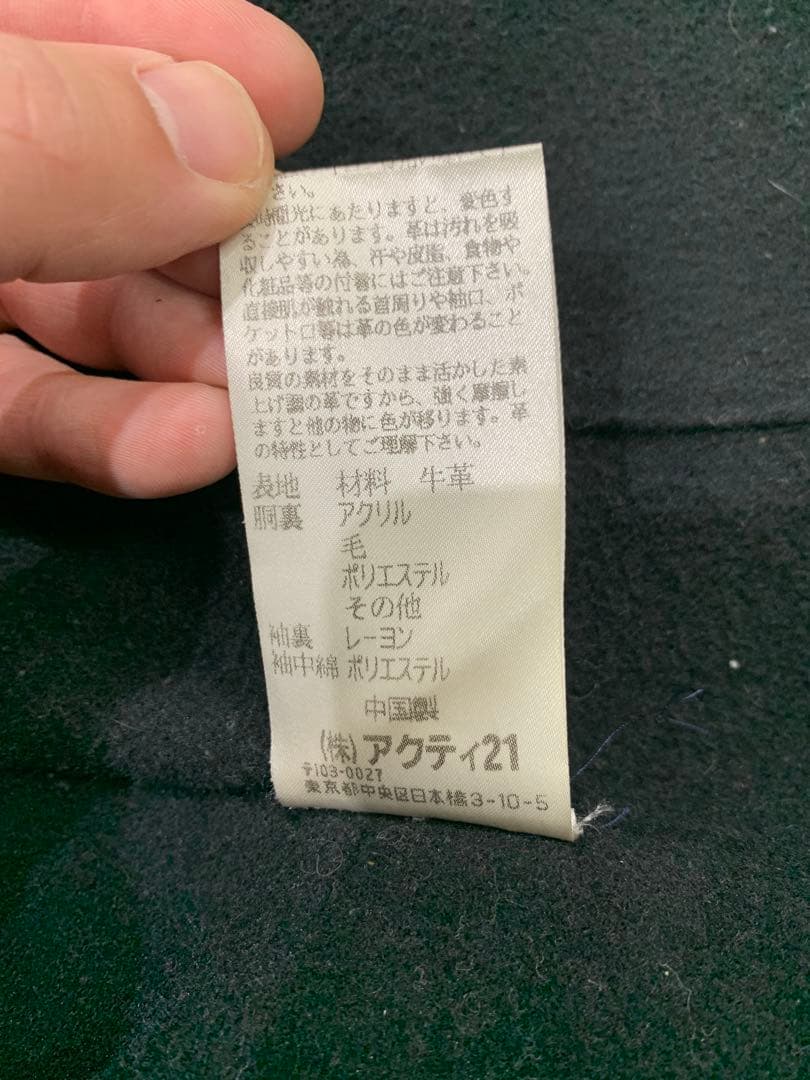 さい。
時間光にあたりますと、変色す
ることがあります。革は汚れを吸
収しやすい為、汗や皮脂、食物や
化粧品等の付着にはご注意下さい。
直接肌が触れる首周りや袖口、ポ
ケット口等は革の色が変わること
があります。
良質の素材をそのまま活かした素
上げ調の革ですから、強く摩擦し
ますと他の物に色が移ります。革
の特性としてご理解下さい。
表地 材料 牛革
胴裏 アクリル
毛
ポリエステル
その他
袖裏 レーヨン
袖中綿 ポリエステル
中国製
(株)アクティ21
〒103-0027
東京都中央区日本橋3-10-5